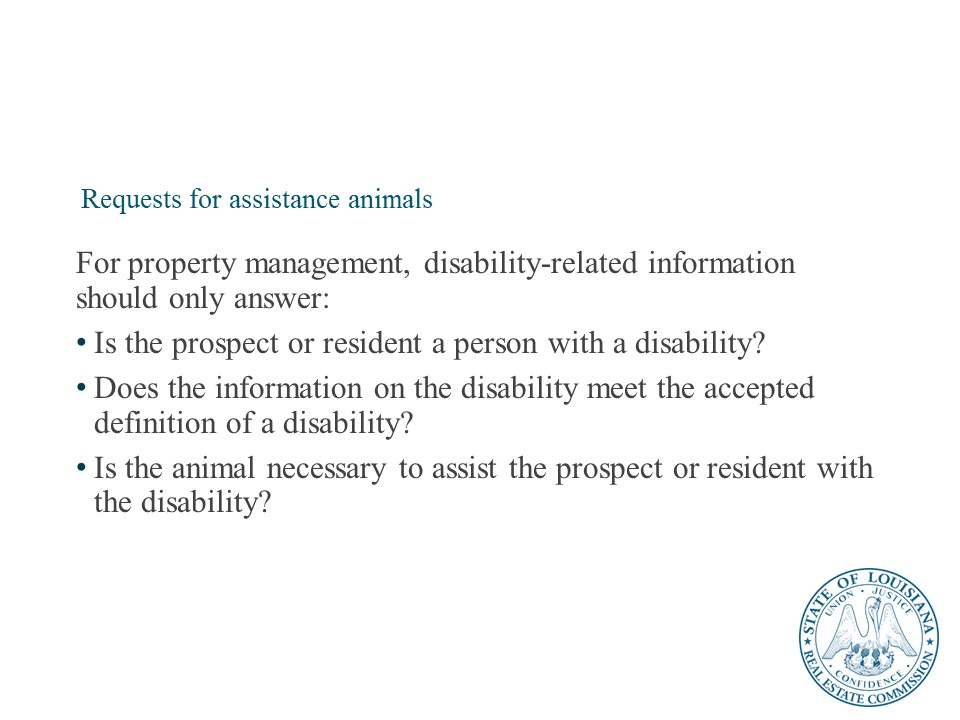 Requests for assistance animals
For property management, disability-related information
should only answer:
• Is the prospect or resident a person with a disability?
• Does the information on the disability meet the accepted
definition of a disability?
• Is the animal necessary to assist the prospect or resident with
the disability?
STATE OF LOUISIANA
UNION · JUSTICE
· CONFIDENCE ·
REAL ESTATE COMMISSION